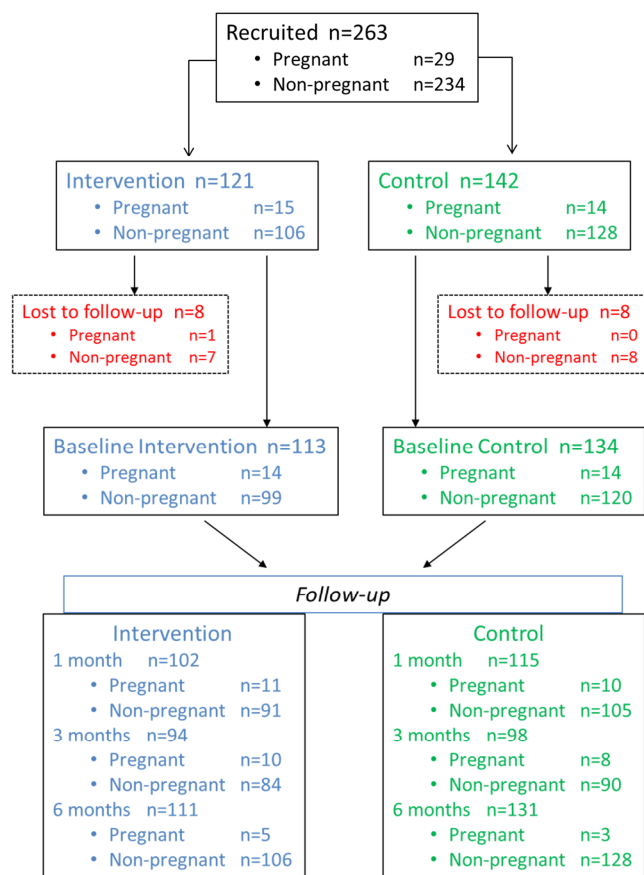 Recruited n=263
• Pregnant n=29
• Non-pregnant n=234
Intervention n=121
• Pregnant n=15
• Non-pregnant n=106
Control n=142
• Pregnant n=14
• Non-pregnant n=128
Lost to follow-up n=8
• Pregnant n=1
• Non-pregnant n=7
Lost to follow-up n=8
• Pregnant n=0
• Non-pregnant n=8
Baseline Intervention n=113
• Pregnant n=14
• Non-pregnant n=99
Baseline Control n=134
• Pregnant n=14
• Non-pregnant n=120
Follow-up
Intervention
1 month n=102
• Pregnant n=11
• Non-pregnant n=91
3 months n=94
• Pregnant n=10
• Non-pregnant n=84
6 months n=111
• Pregnant n=5
• Non-pregnant n=106
Control
1 month n=115
• Pregnant n=10
• Non-pregnant n=105
3 months n=98
• Pregnant n=8
• Non-pregnant n=90
6 months n=131
• Pregnant n=3
• Non-pregnant n=128